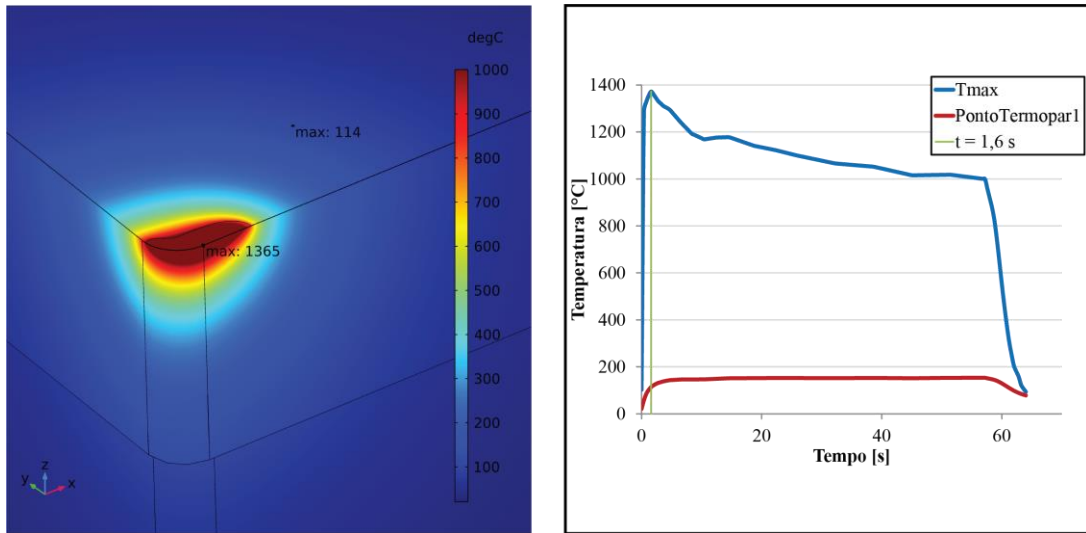 degC
1000
900
800
700
600
500
400
300
200
100
max: 114
max: 1365
z
y
x
1400
1200
1000
800
600
400
200
0
0
20
40
60
Temperatura [°C]
Tempo [s]
Tmax
PontoTermopar1
t = 1,6 s